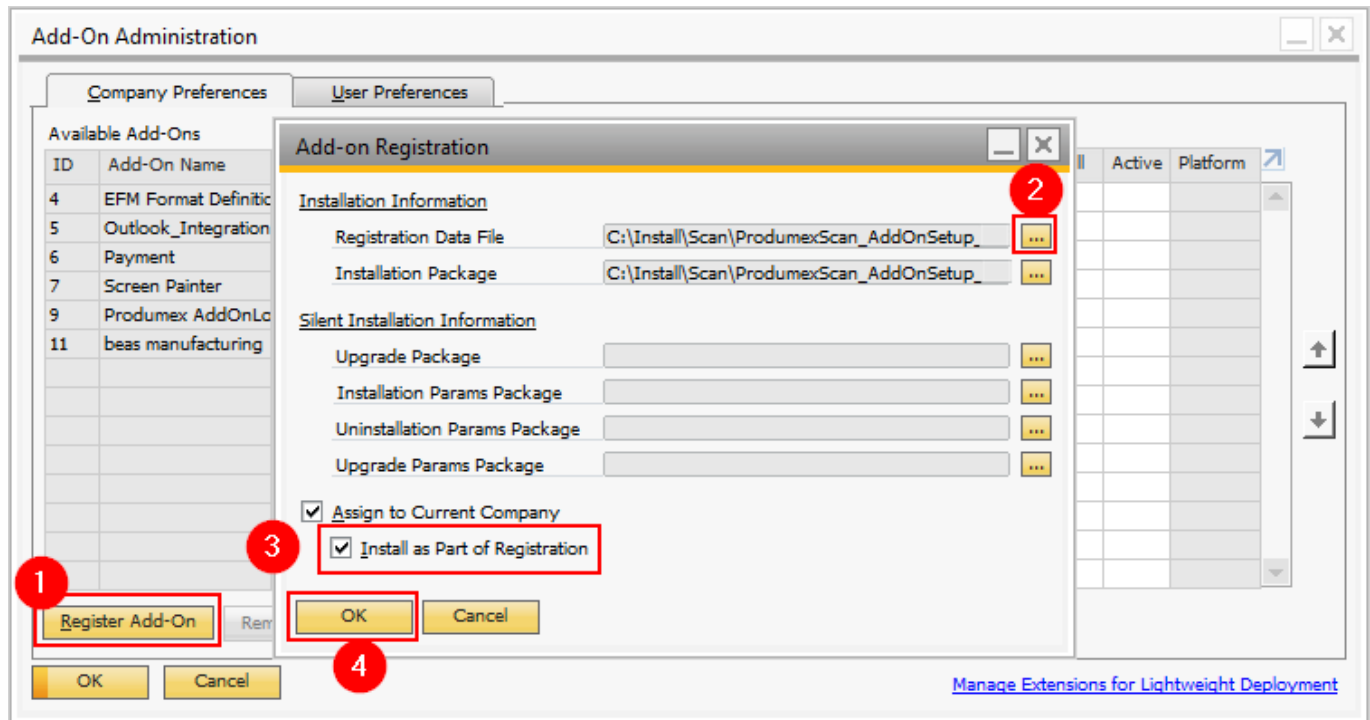 Add-On Administration
Company Preferences
User Preferences
Available Add-Ons
ID Add-On Name
Active Platform
4 EFM Format Definitic
5 Outlook_Integration
6 Payment
7 Screen Painter
9 Produmex AddOnLo
11 beas manufacturing
Add-on Registration
2
Installation Information
Registration Data File C:\Install\Scan\ProdumexScan_AddOnSetup_ ...
Installation Package C:\Install\Scan\ProdumexScan_AddOnSetup_ ...
Silent Installation Information
Upgrade Package ...
Installation Params Package ...
Uninstallation Params Package ...
Upgrade Params Package ...
Assign to Current Company
3 Install as Part of Registration
1
Register Add-On Rem
OK Cancel
4
OK Cancel
Manage Extensions for Lightweight Deployment